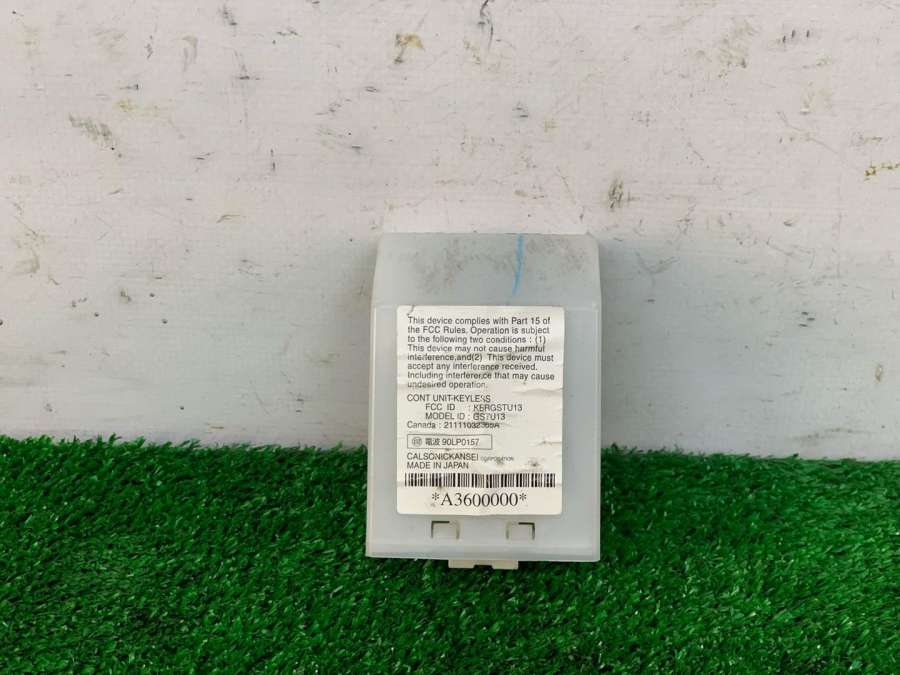 This device complies with Part 15 of
the FCC Rules. Operation is subject
to the following two conditions : (1)
This device may not cause harmful
interference,and(2) This device must
accept any interference received.
Including interference that may cause
undesired operation.
CONT UNIT-KEYLESS
FCC ID : KBRGSTU13
MODEL ID : GSTU13
Canada :
電波 90LP0157
CALSONICKANSEI CORPORATION
MADE IN JAPAN
*A3600000*